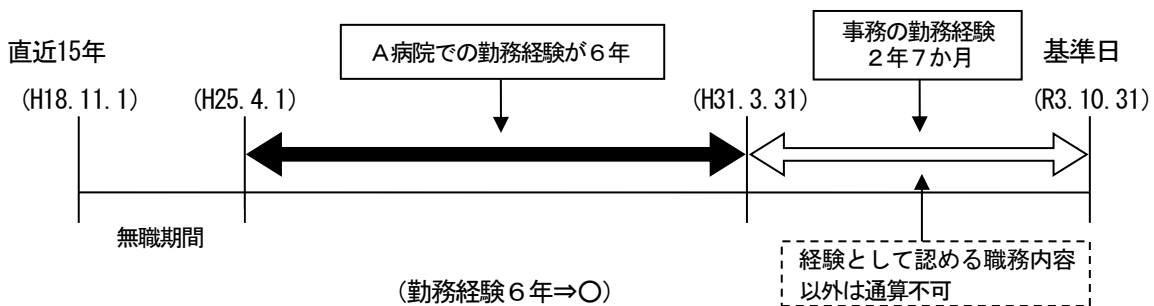 直近15年
A病院での勤務経験が6年
事務の勤務経験
2年7か月
基準日
(H18.11.1)
(H25.4.1)
(H31.3.31)
(R3.10.31)
無職期間
(勤務経験6年⇒○)
経験として認める職務内容
以外は通算不可